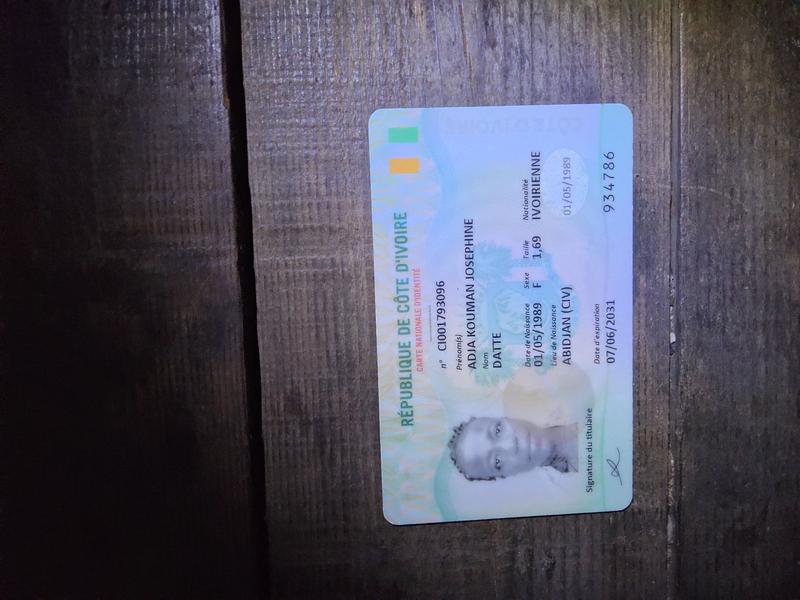 RÉPUBLIQUE DE CÔTE D'IVOIRE
CARTE NATIONALE D'IDENTITÉ
n° CI001793096
Prénom(s)
ADJA KOUMAN JOSEPHINE
Nom
DATTE
Date de Naissance Sexe Taille Nationalité
01/05/1989 F 1,69 IVOIRIENNE
Lieu de Naissance
ABIDJAN (CIV)
01/05/1989
Date d'expiration
07/06/2031
934786
Signature du titulaire